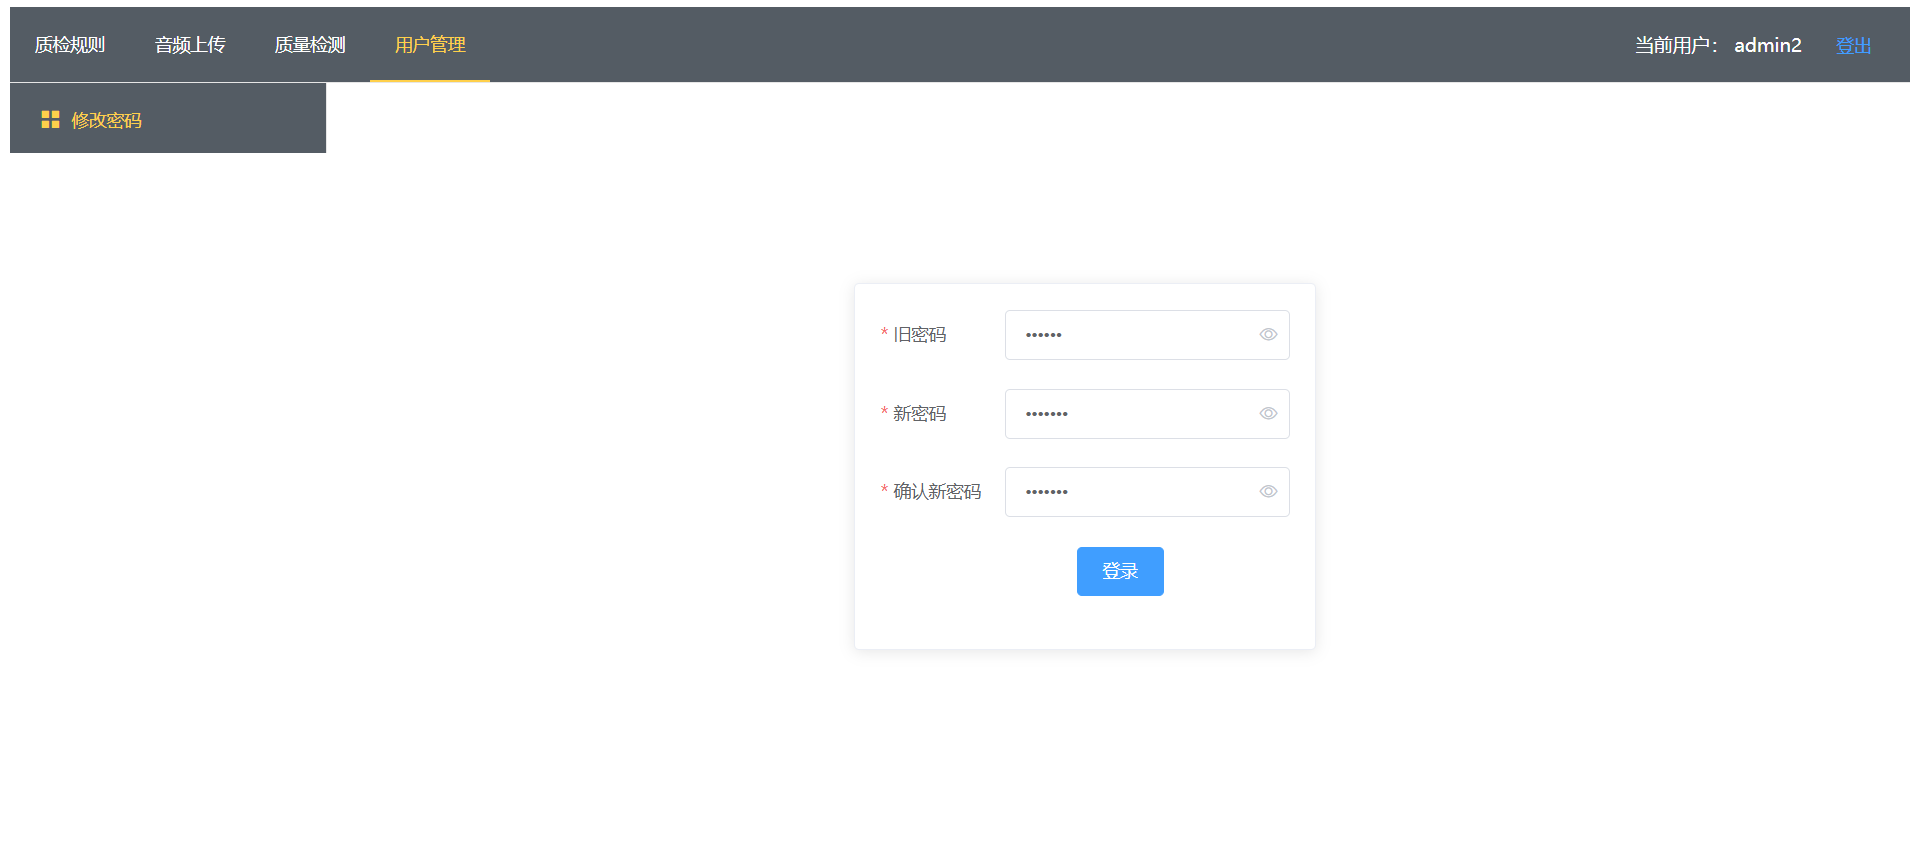 质检规则 音频上传 质量检测 用户管理 当前用户： admin2 登出
修改密码
* 旧密码 ••••••
* 新密码 •••••••
* 确认新密码 •••••••
登录